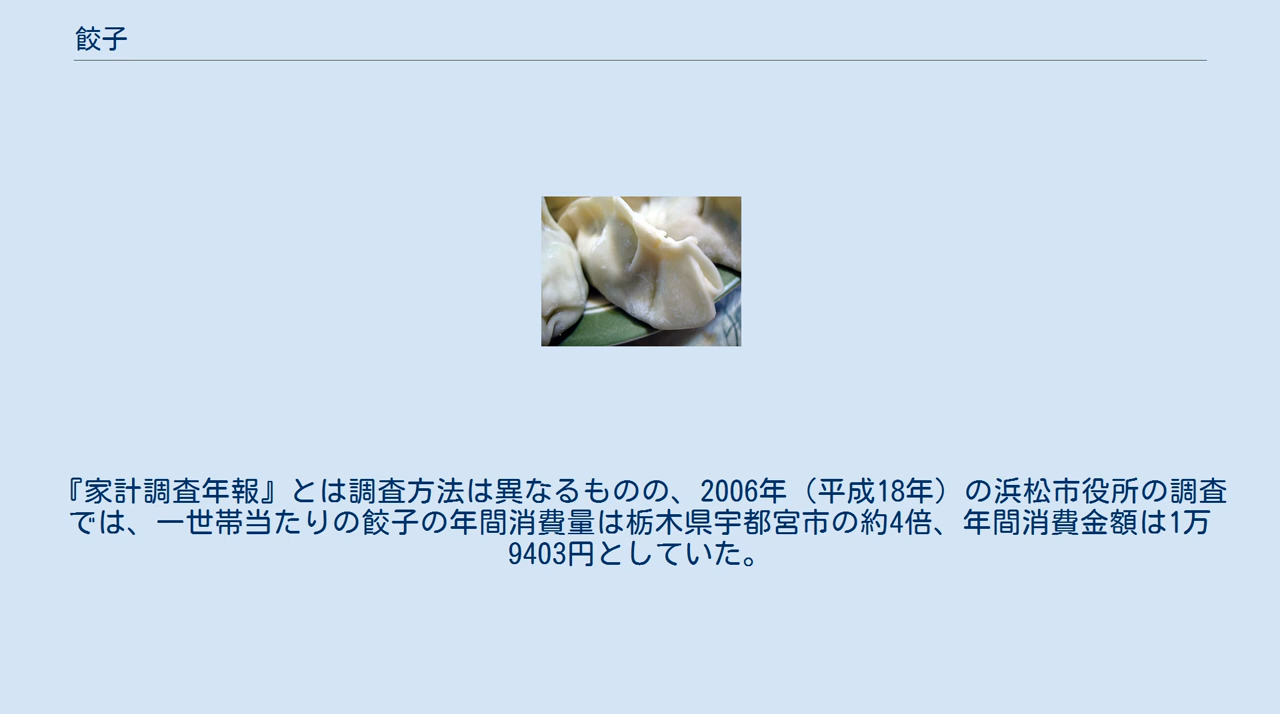 餃子
『家計調査年報』とは調査方法は異なるものの、2006年（平成18年）の浜松市役所の調査
では、一世帯当たりの餃子の年間消費量は栃木県宇都宮市の約4倍、年間消費金額は1万
9403円としていた。